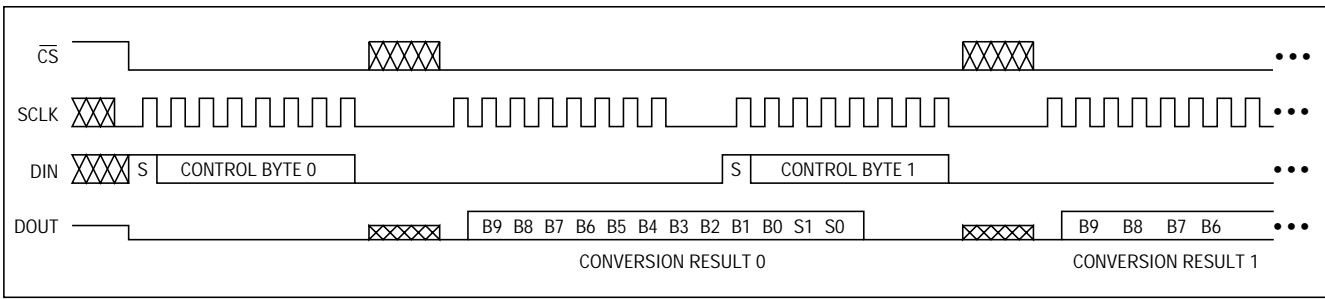 CS
SCLK
DIN S CONTROL BYTE 0 S CONTROL BYTE 1
DOUT B9 B8 B7 B6 B5 B4 B3 B2 B1 B0 S1 S0 B9 B8 B7 B6
CONVERSION RESULT 0 CONVERSION RESULT 1